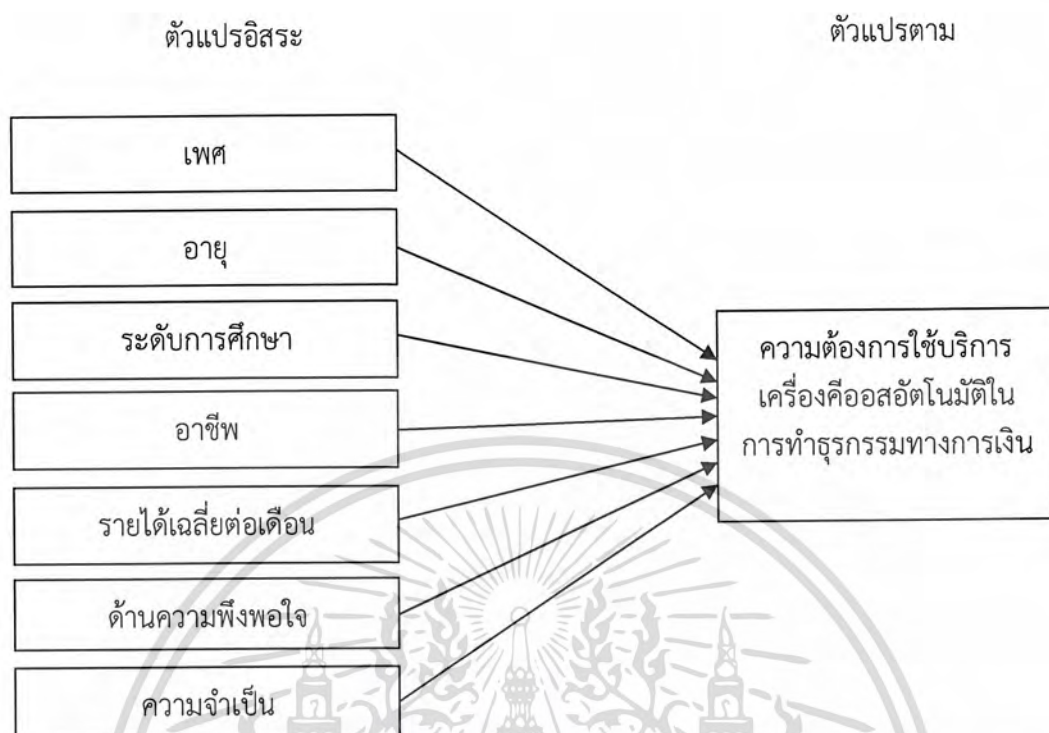 ตัวแปรอิสระ
ตัวแปรตาม
เพศ
อายุ
ระดับการศึกษา
อาชีพ
รายได้เฉลี่ยต่อเดือน
ด้านความพึงพอใจ
ความจำเป็น
ความต้องการใช้บริการ
เครื่องคีออสอัตโนมัติใน
การทำธุรกรรมทางการเงิน